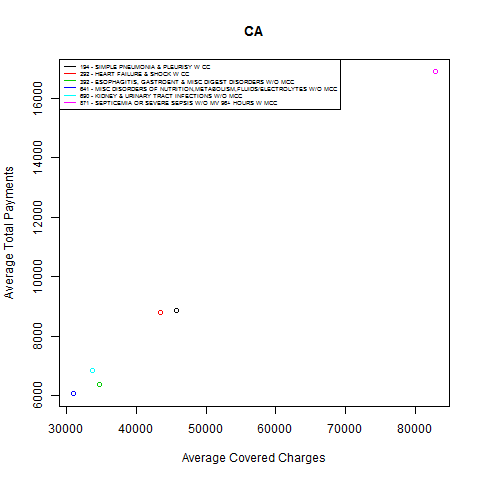 CA
194 - SIMPLE PNEUMONIA & PLEURISY W CC
292 - HEART FAILURE & SHOCK W CC
392 - ESOPHAGITIS, GASTROENT & MISC DIGEST DISORDERS W/O MCC
641 - MISC DISORDERS OF NUTRITION,METABOLISM,FLUIDS/ELECTROLYTES W/O MCC
690 - KIDNEY & URINARY TRACT INFECTIONS W/O MCC
871 - SEPTICEMIA OR SEVERE SEPSIS W/O MV 96+ HOURS W MCC
Average Total Payments
16000
14000
12000
10000
8000
6000
30000 40000 50000 60000 70000 80000
Average Covered Charges